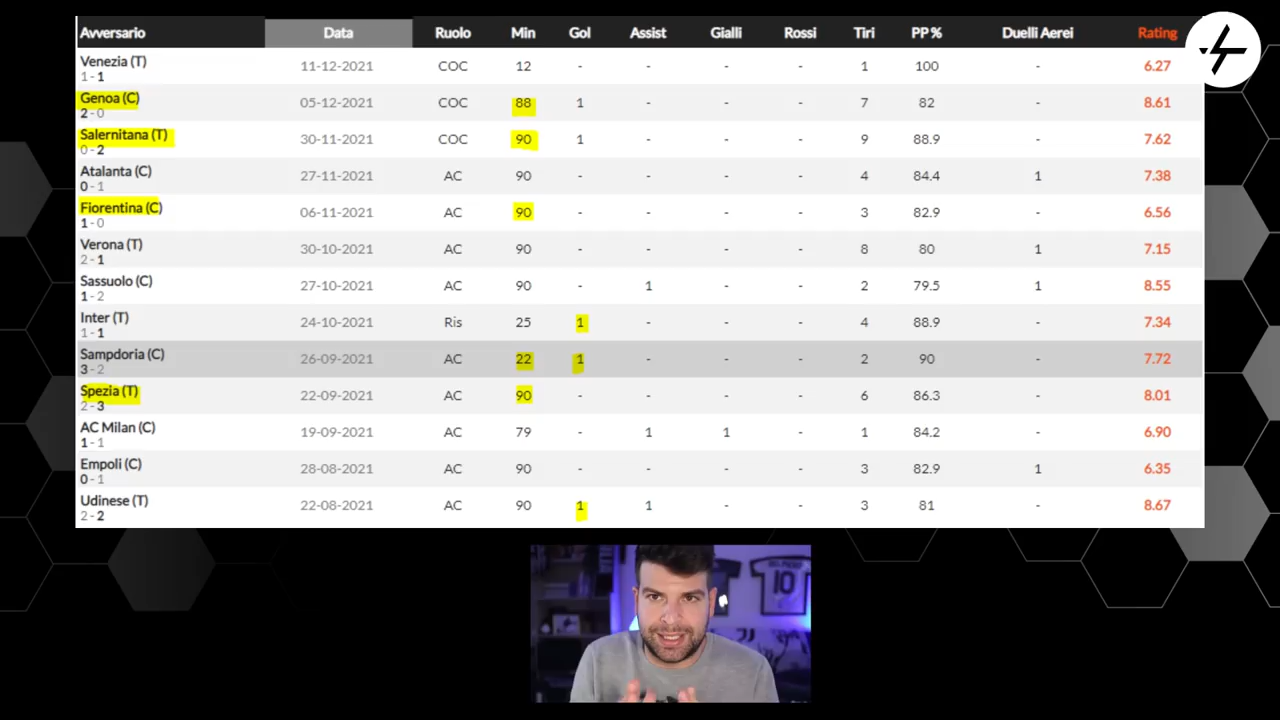 Avversario Data Ruolo Min Gol Assist Gialli Rossi Tiri PP% Duelli Aerei Rating
Venezia (T) 11-12-2021 COC 12 - - - - 1 100 - 6.27
1 - 1
Genoa (C) 05-12-2021 COC 88 1 - - - 7 82 - 8.61
2 - 0
Salernitana (T) 30-11-2021 COC 90 1 - - - 9 88.9 - 7.62
0 - 2
Atalanta (C) 27-11-2021 AC 90 - - - - 4 84.4 1 7.38
0 - 1
Fiorentina (C) 06-11-2021 AC 90 - - - - 3 82.9 - 6.56
1 - 0
Verona (T) 30-10-2021 AC 90 - - - - 8 80 1 7.15
2 - 1
Sassuolo (C) 27-10-2021 AC 90 - 1 - - 2 79.5 1 8.55
1 - 2
Inter (T) 24-10-2021 Ris 25 1 - - - 4 88.9 - 7.34
1 - 1
Sampdoria (C) 26-09-2021 AC 22 1 - - - 2 90 - 7.72
3 - 2
Spezia (T) 22-09-2021 AC 90 - - - - 6 86.3 - 8.01
2 - 3
AC Milan (C) 19-09-2021 AC 79 - 1 1 - 1 84.2 - 6.90
1 - 1
Empoli (C) 28-08-2021 AC 90 - - - - 3 82.9 1 6.35
0 - 1
Udinese (T) 22-08-2021 AC 90 1 1 - - 3 81 - 8.67
2 - 2
10